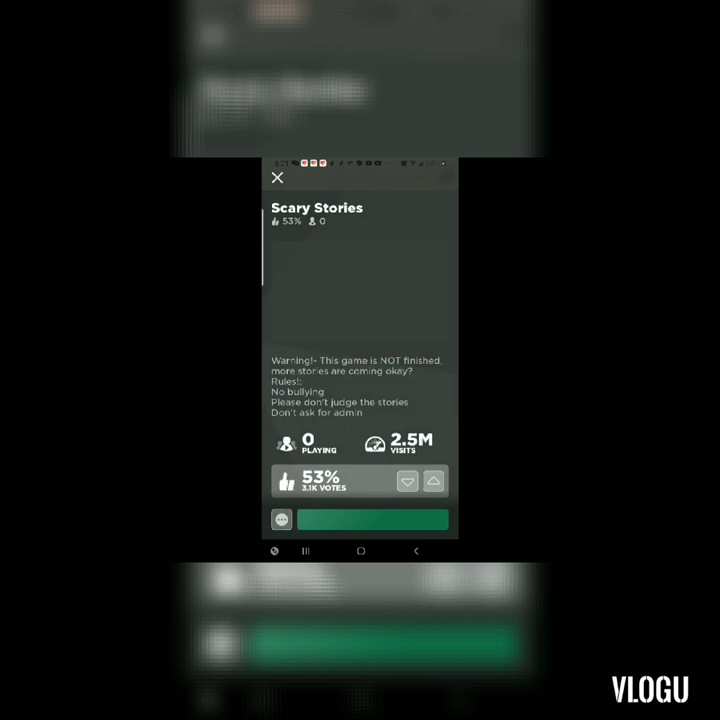 Scary Stories
53% 0
Warning!- This game is NOT finished,
more stories are coming okay?
Rules!:
No bullying
Please don't judge the stories
Don't ask for admin
0 PLAYING
2.5M VISITS
53%
3.1K VOTES
VLOGU